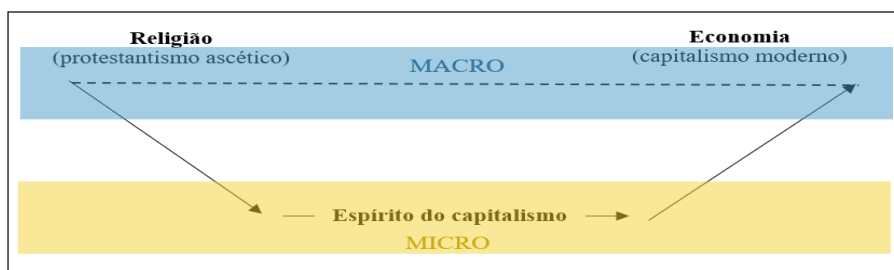 Religião
(protestantismo ascético)
MACRO
Economia
(capitalismo moderno)
Espírito do capitalismo
MICRO